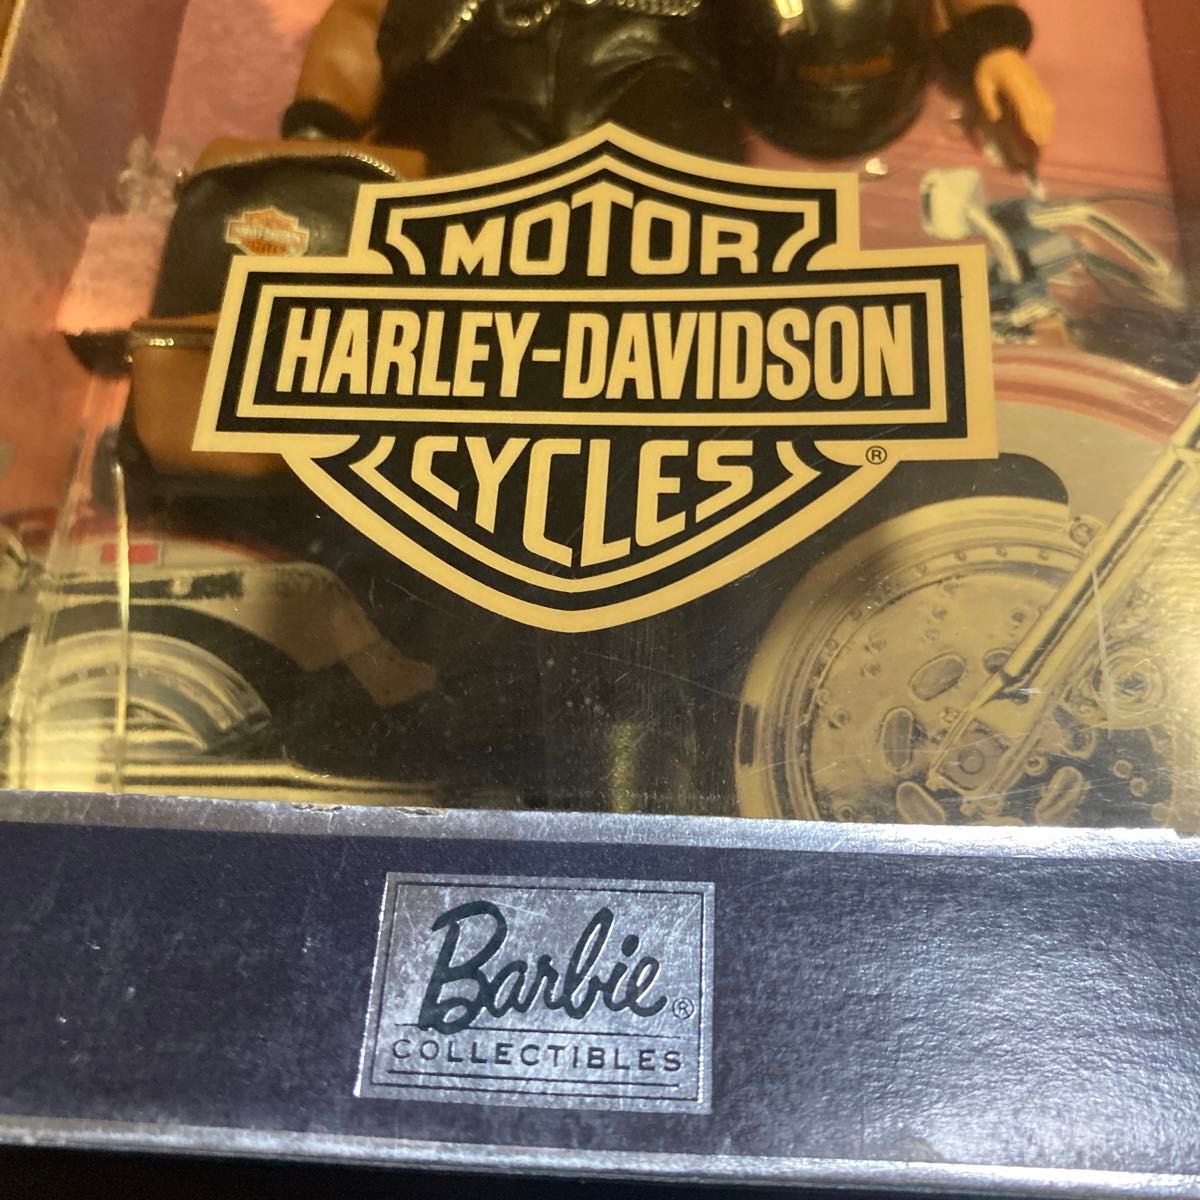 MOTOR
HARLEY-DAVIDSON
CYCLES
®
Barbie®
COLLECTIBLES